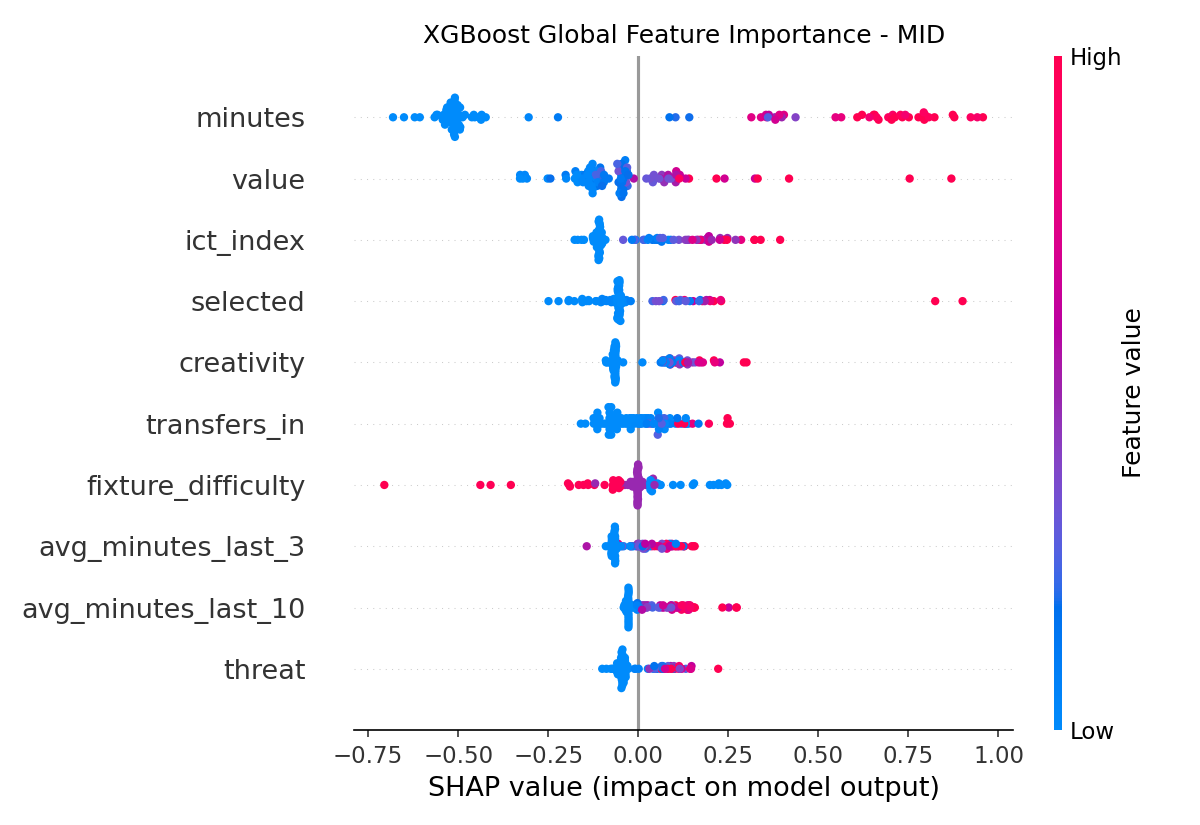 XGBoost Global Feature Importance - MID
High
minutes
value
ict_index
selected
creativity
transfers_in
fixture_difficulty
avg_minutes_last_3
avg_minutes_last_10
threat
Feature value
Low
−0.75 −0.50 −0.25 0.00 0.25 0.50 0.75 1.00
SHAP value (impact on model output)